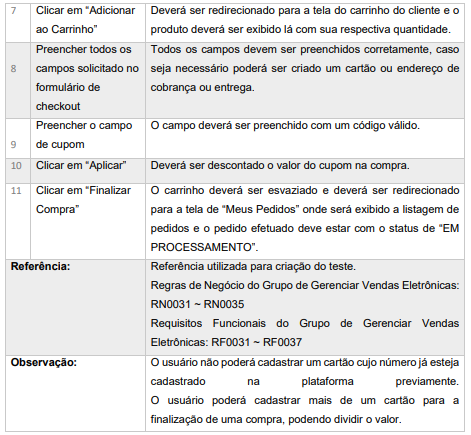 7 Clicar em “Adicionar ao Carrinho” Deverá ser redirecionado para a tela do carrinho do cliente e o produto deverá ser exibido lá com sua respectiva quantidade.
8 Preencher todos os campos solicitado no formulário de checkout Todos os campos devem ser preenchidos corretamente, caso seja necessário poderá ser criado um cartão ou endereço de cobrança ou entrega.
9 Preencher o campo de cupom O campo deverá ser preenchido com um código válido.
10 Clicar em “Aplicar” Deverá ser descontado o valor do cupom na compra.
11 Clicar em “Finalizar Compra” O carrinho deverá ser esvaziado e deverá ser redirecionado para a tela de “Meus Pedidos” onde será exibido a listagem de pedidos e o pedido efetuado deve estar com o status de “EM PROCESSAMENTO”.
Referência: Referência utilizada para criação do teste.
Regras de Negócio do Grupo de Gerenciar Vendas Eletrônicas: RN0031 ~ RN0035
Requisitos Funcionais do Grupo de Gerenciar Vendas Eletrônicas: RF0031 ~ RF0037
Observação: O usuário não poderá cadastrar um cartão cujo número já esteja cadastrado na plataforma previamente.
O usuário poderá cadastrar mais de um cartão para a finalização de uma compra, podendo dividir o valor.